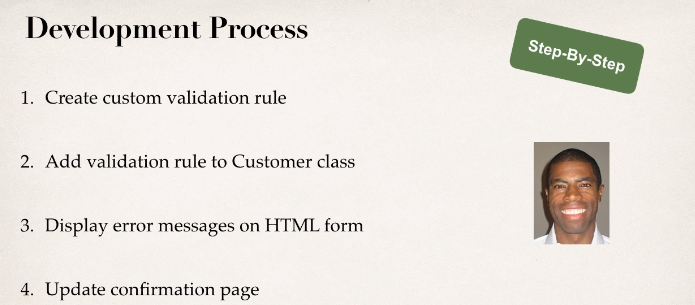 Development Process
Step-By-Step
1. Create custom validation rule
2. Add validation rule to Customer class
3. Display error messages on HTML form
4. Update confirmation page